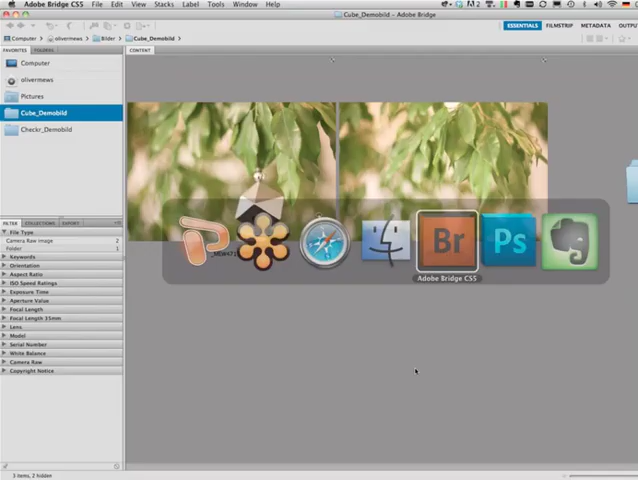 Bridge File Edit View Stacks Label Tools Window Help
Cube_Demobild – Adobe Bridge
ESSENTIALS FILMSTRIP METADATA OUTPU
Computer olivermews Bilder Cube_Demobild
FAVORITES FOLDERS
CONTENT
Computer
olivermews
Pictures
Cube_Demobild
Checkr_Demobild
Br
Ps
Adobe Bridge CS5
FILTER COLLECTIONS EXPORT
File Type
Camera Raw image 2
Folder 1
Keywords
Orientation
Aspect Ratio
ISO Speed Ratings
Exposure Time
Aperture Value
Focal Length
Focal Length 35mm
Lens
Model
Serial Number
White Balance
Camera Raw
Copyright Notice
3 items, 2 hidden